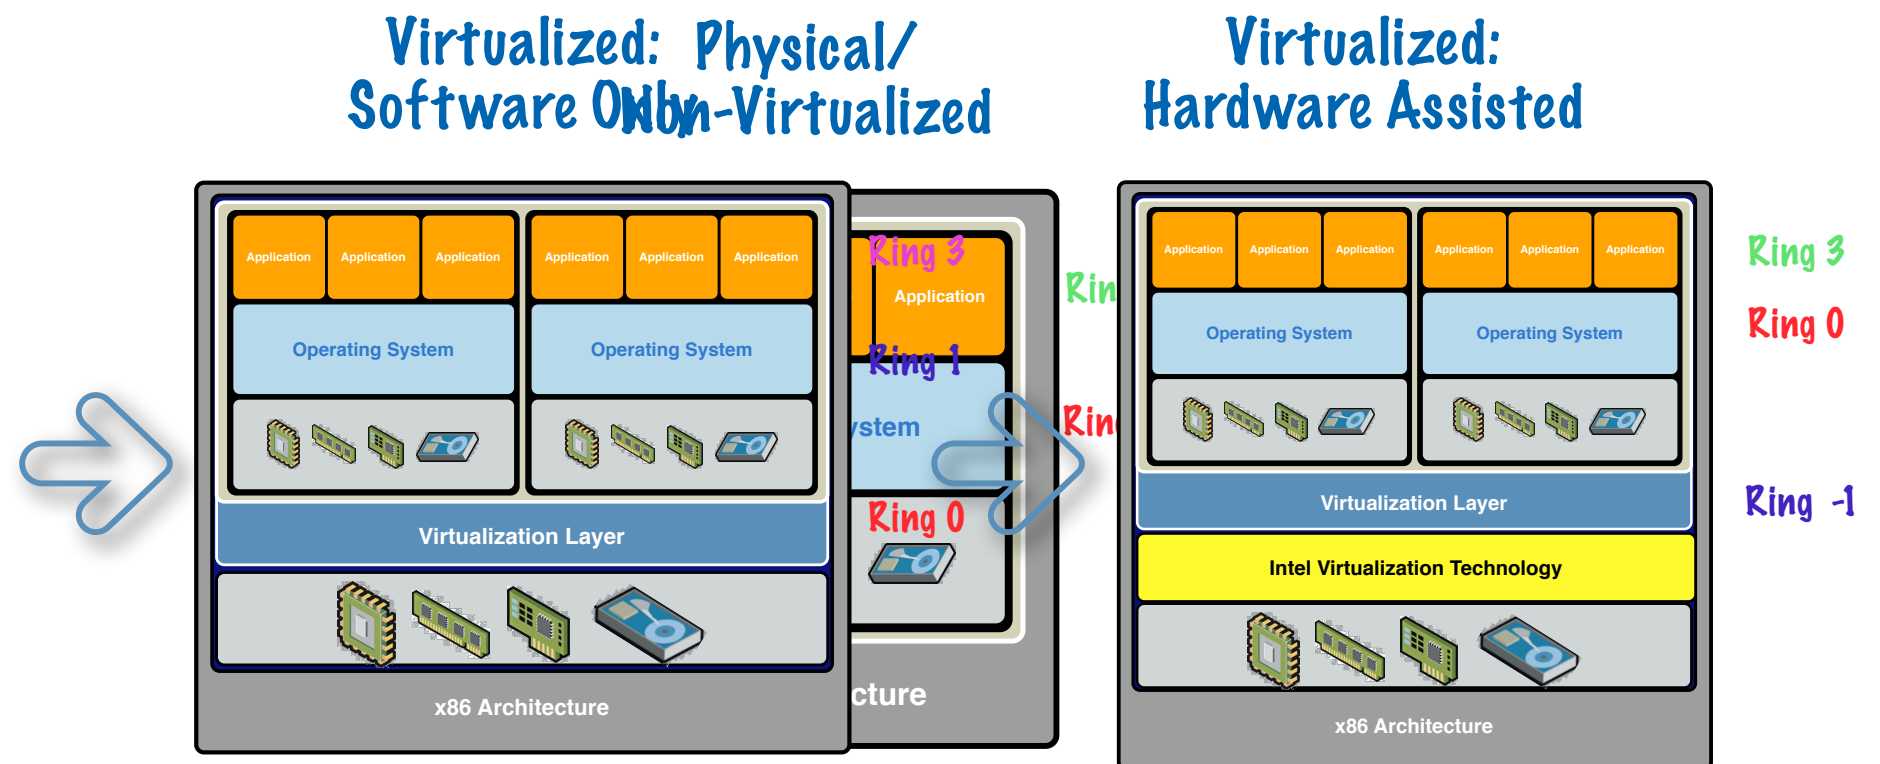 Virtualized:
Software Only
Physical/
Non-Virtualized
Virtualized:
Hardware Assisted
Application Application Application Application Application Application
Operating System Operating System
Virtualization Layer
x86 Architecture
Application
Ring 3
Ring 1
Ring 0
Application Application Application Application Application Application
Operating System Operating System
Virtualization Layer
Intel Virtualization Technology
x86 Architecture
Ring 3
Ring 0
Ring -1